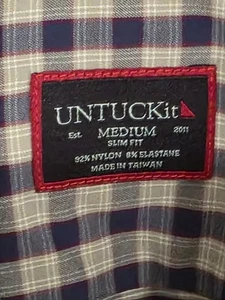 UNTUCKit
Est. MEDIUM 2011
SLIM FIT
92% NYLON 8% ELASTANE
MADE IN TAIWAN